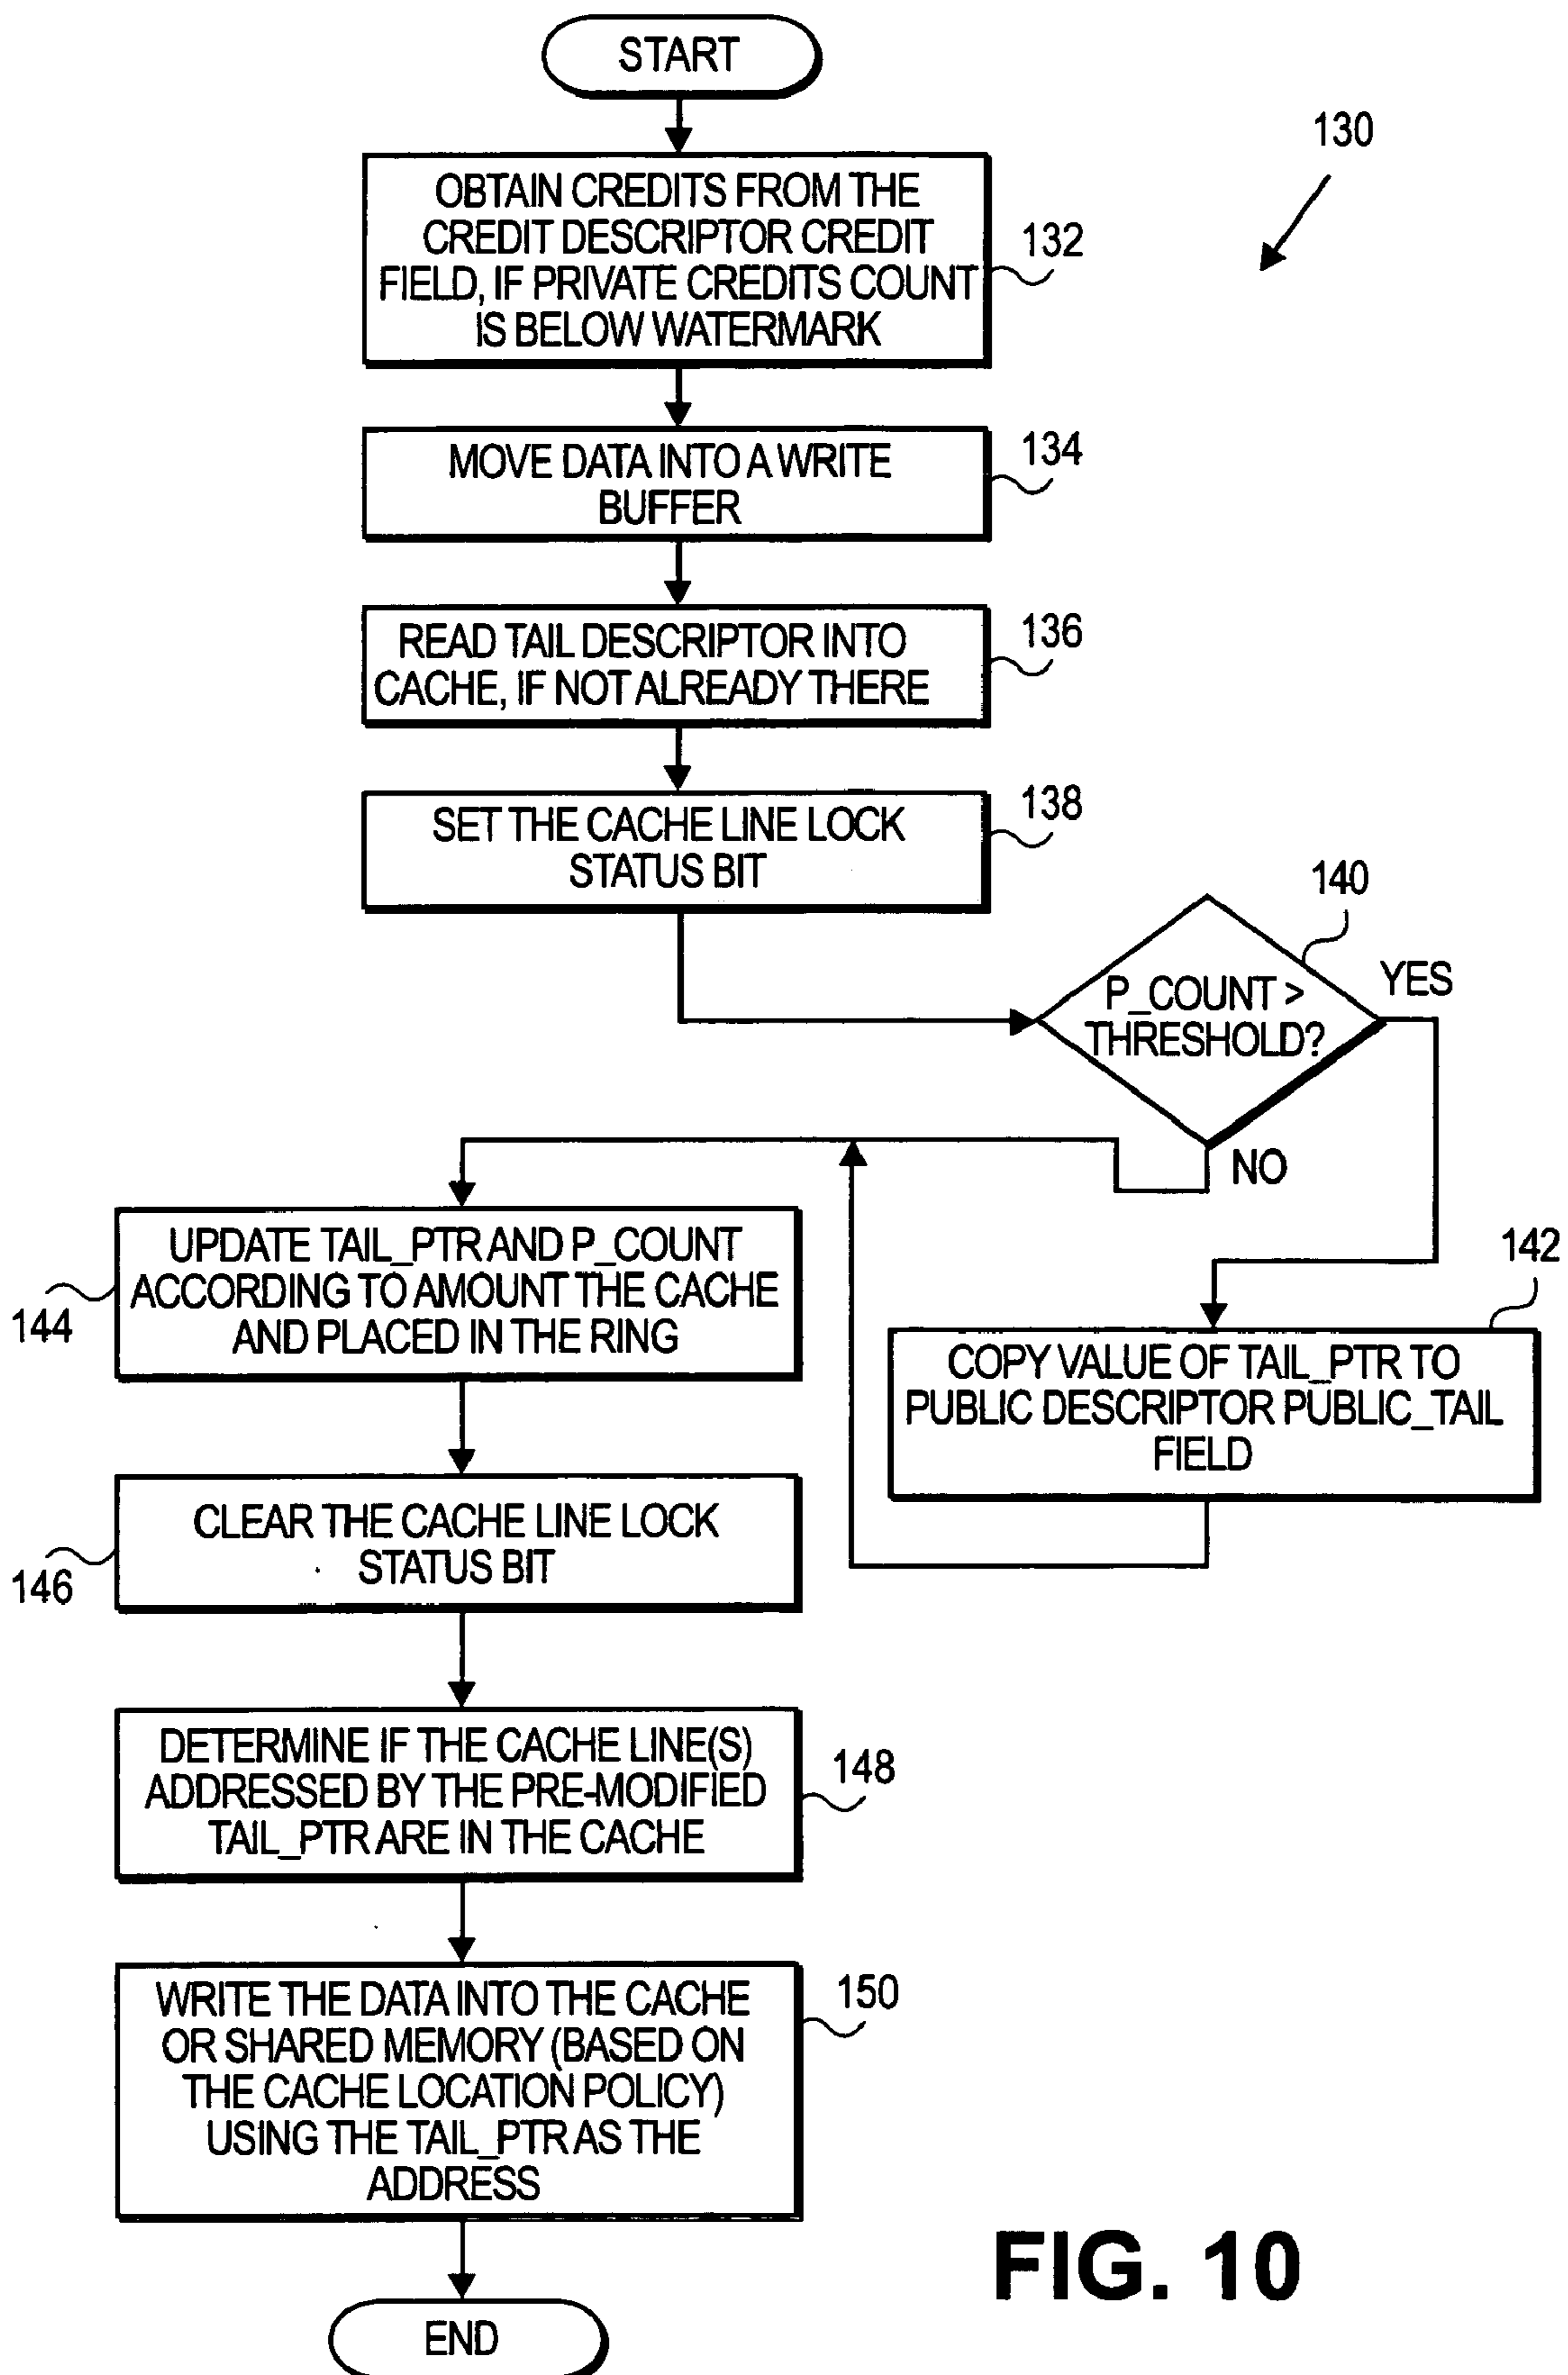 START
130
OBTAIN CREDITS FROM THE
CREDIT DESCRIPTOR CREDIT
FIELD, IF PRIVATE CREDITS COUNT
IS BELOW WATERMARK
132
MOVE DATA INTO A WRITE
BUFFER
134
READ TAIL DESCRIPTOR INTO
CACHE, IF NOT ALREADY THERE
136
SET THE CACHE LINE LOCK
STATUS BIT
138
140
P_COUNT >
THRESHOLD?
YES
NO
142
COPY VALUE OF TAIL_PTR TO
PUBLIC DESCRIPTOR PUBLIC_TAIL
FIELD
UPDATE TAIL_PTR AND P_COUNT
ACCORDING TO AMOUNT THE CACHE
AND PLACED IN THE RING
144
CLEAR THE CACHE LINE LOCK
STATUS BIT
146
DETERMINE IF THE CACHE LINE(S)
ADDRESSED BY THE PRE-MODIFIED
TAIL_PTR ARE IN THE CACHE
148
WRITE THE DATA INTO THE CACHE
OR SHARED MEMORY (BASED ON
THE CACHE LOCATION POLICY)
USING THE TAIL_PTR AS THE
ADDRESS
150
END
FIG. 10